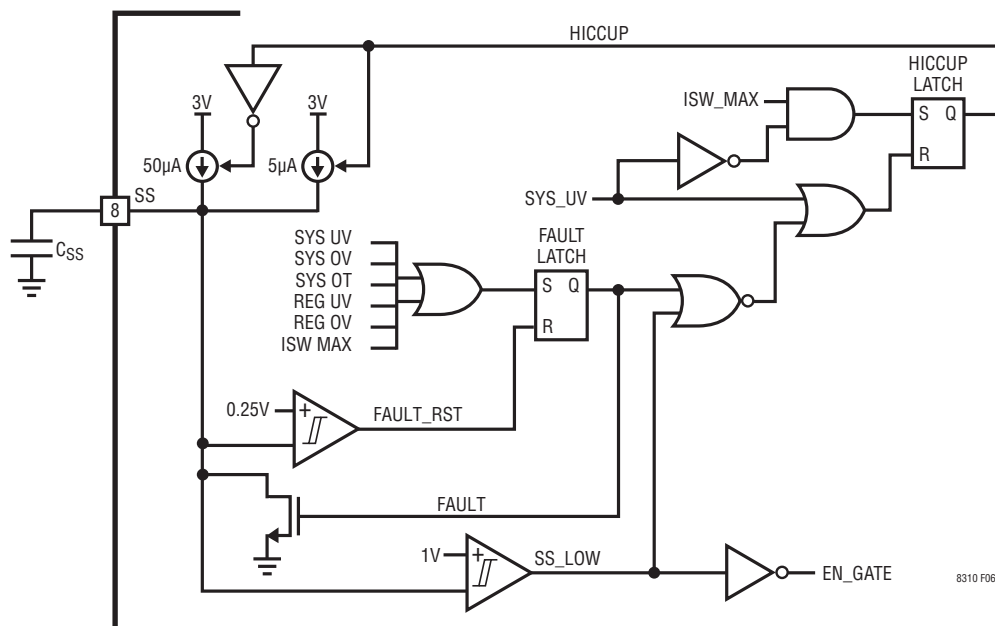 HICCUP
HICCUP
LATCH
ISW_MAX
S Q
R
3V
3V
50µA
5µA
SS
8
CSS
SYS_UV
SYS UV
SYS OV
SYS OT
REG UV
REG OV
ISW MAX
FAULT
LATCH
S Q
R
0.25V
+
FAULT_RST
FAULT
1V
+
SS_LOW
EN_GATE
8310 F06